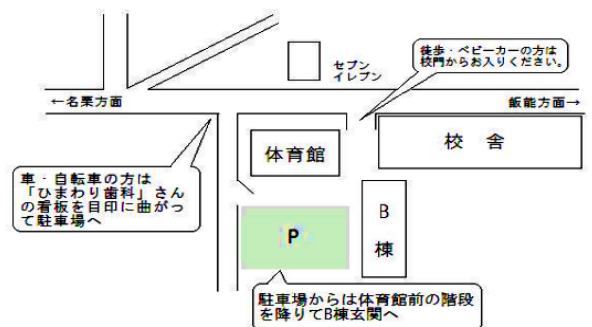 徒歩・ベビーカーの方は
校門からお入りください。
セブン
イレブン
←名栗方面
飯能方面→
体育館
校 舎
車・自転車の方は
「ひまわり歯科」さん
の看板を目印に曲がっ
て駐車場へ
B
棟
P
駐車場からは体育館前の階段
を降りてB棟玄関へ